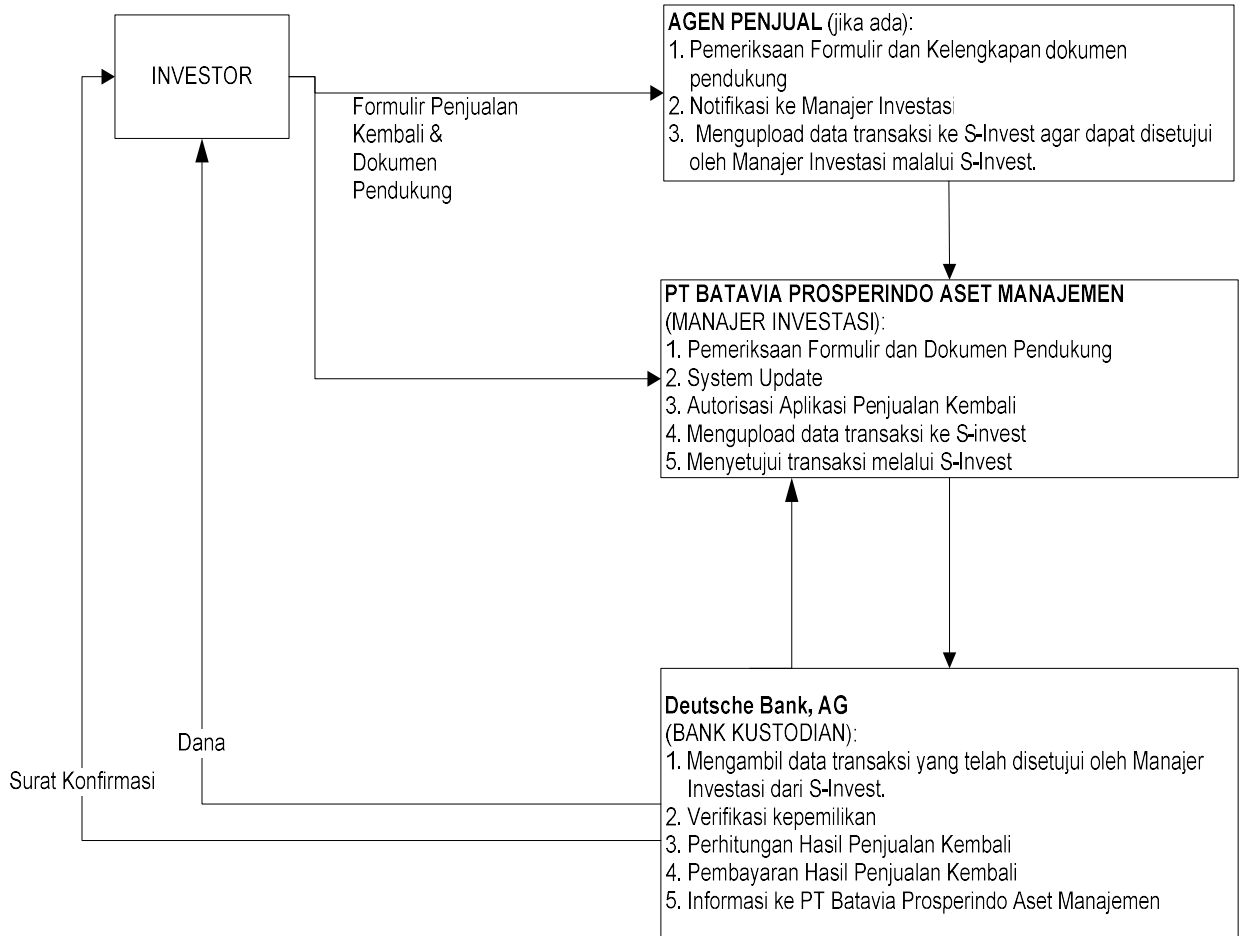 INVESTOR
Formulir Penjualan
Kembali &
Dokumen
Pendukung
AGEN PENJUAL (jika ada):
1. Pemeriksaan Formulir dan Kelengkapan dokumen
pendukung
2. Notifikasi ke Manajer Investasi
3. Mengupload data transaksi ke S-Invest agar dapat disetujui
oleh Manajer Investasi malalui S-Invest.
PT BATAVIA PROSPERINDO ASET MANAJEMEN
(MANAJER INVESTASI):
1. Pemeriksaan Formulir dan Dokumen Pendukung
2. System Update
3. Autorisasi Aplikasi Penjualan Kembali
4. Mengupload data transaksi ke S-invest
5. Menyetujui transaksi melalui S-Invest
Deutsche Bank, AG
(BANK KUSTODIAN):
1. Mengambil data transaksi yang telah disetujui oleh Manajer
Investasi dari S-Invest.
2. Verifikasi kepemilikan
3. Perhitungan Hasil Penjualan Kembali
4. Pembayaran Hasil Penjualan Kembali
5. Informasi ke PT Batavia Prosperindo Aset Manajemen
Dana
Surat Konfirmasi